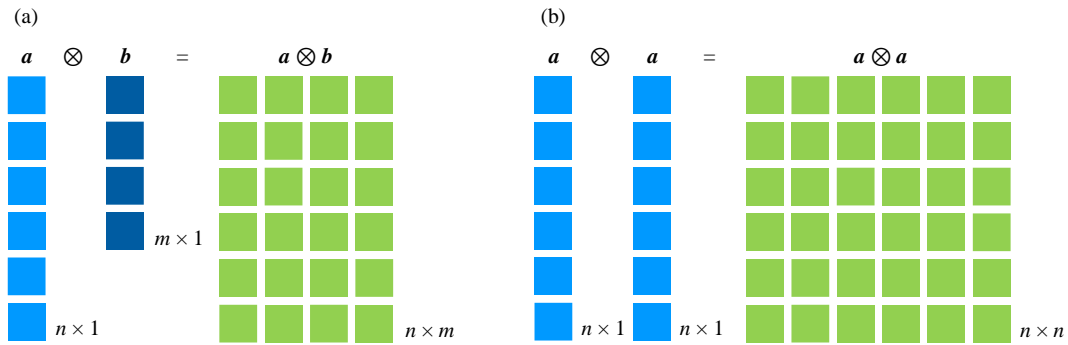 (a)
a ⊗ b = a ⊗ b
m × 1
n × 1
n × m
(b)
a ⊗ a = a ⊗ a
n × 1
n × 1
n × n